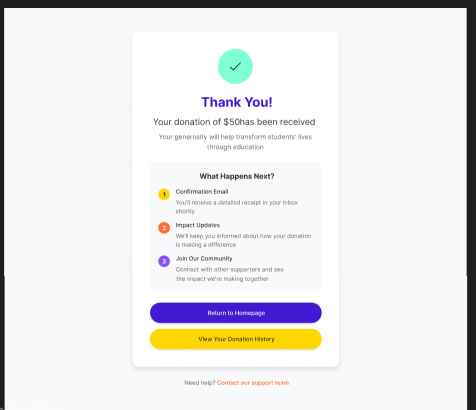 Thank You!
Your donation of $50has been received
Your generosity will help transform students' lives
through education
What Happens Next?
1
Confirmation Email
You'll receive a detailed receipt in your inbox
shortly
2
Impact Updates
We'll keep you informed about how your donation
is making a difference
3
Join Our Community
Connect with other supporters and see
the impact we're making together
Return to Homepage
View Your Donation History
Need help? Contact our support team